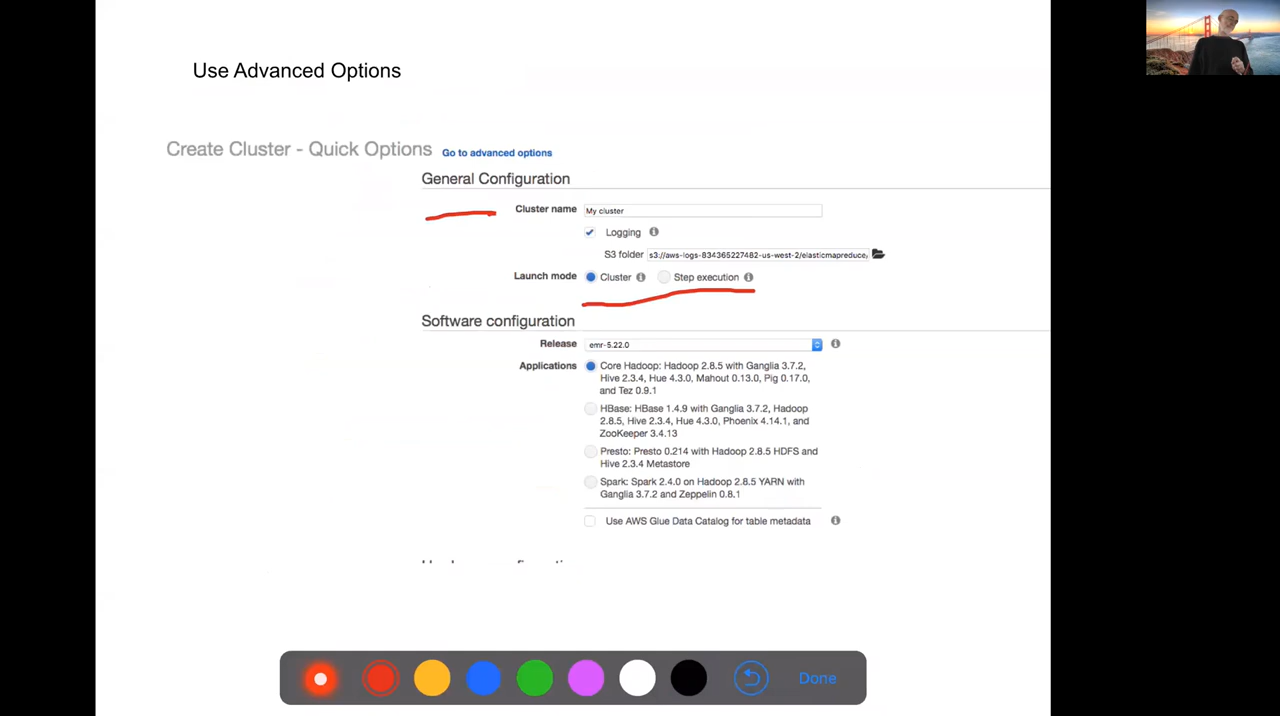 Use Advanced Options
Create Cluster - Quick Options Go to advanced options
General Configuration
Cluster name My cluster
Logging
S3 folder s3://aws-logs-834365227482-us-west-2/elasticmapreduce/
Launch mode Cluster Step execution
Software configuration
Release emr-5.22.0
Applications Core Hadoop: Hadoop 2.8.5 with Ganglia 3.7.2,
Hive 2.3.4, Hue 4.3.0, Mahout 0.13.0, Pig 0.17.0,
and Tez 0.9.1
HBase: HBase 1.4.9 with Ganglia 3.7.2, Hadoop
2.8.5, Hive 2.3.4, Hue 4.3.0, Phoenix 4.14.1, and
ZooKeeper 3.4.13
Presto: Presto 0.214 with Hadoop 2.8.5 HDFS and
Hive 2.3.4 Metastore
Spark: Spark 2.4.0 on Hadoop 2.8.5 YARN with
Ganglia 3.7.2 and Zeppelin 0.8.1
Use AWS Glue Data Catalog for table metadata
Done